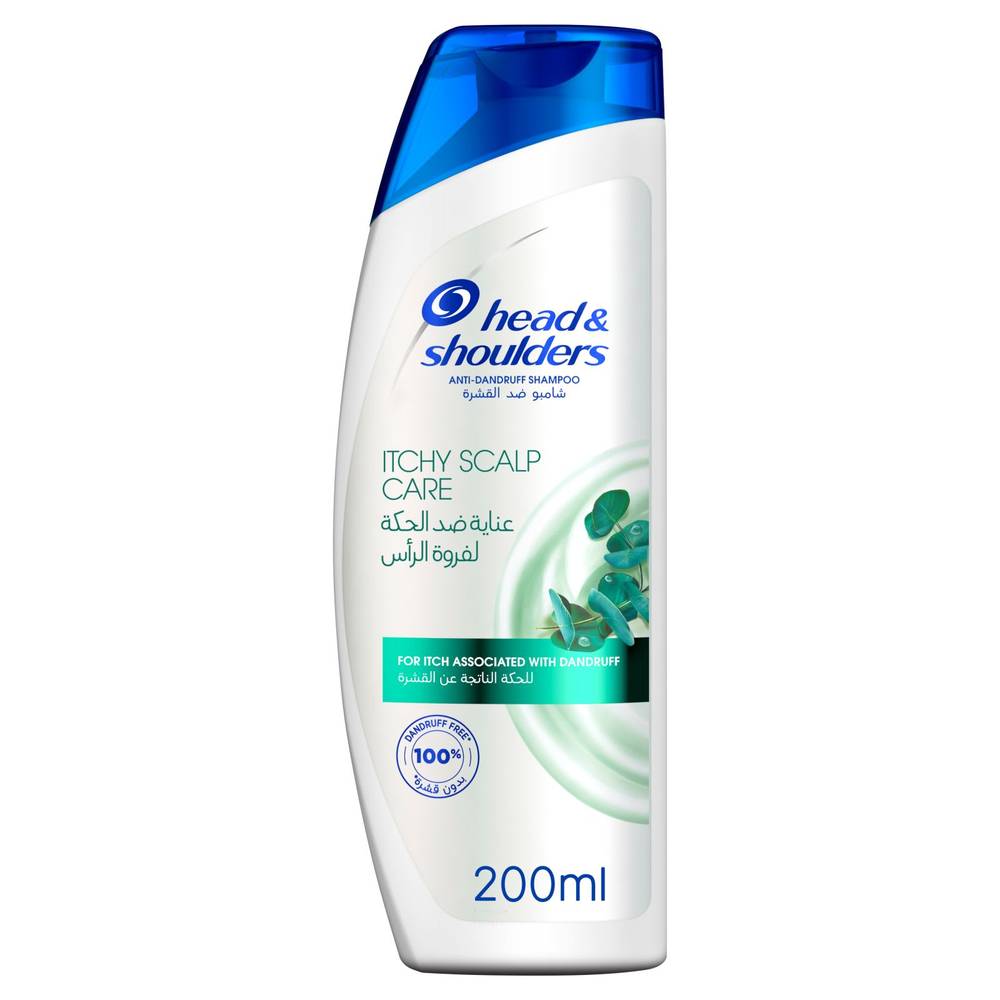 head &
shoulders
ANTI-DANDRUFF SHAMPOO
شامبو ضد القشرة
ITCHY SCALP
CARE
عناية ضد الحكة
لفروة الرأس
FOR ITCH ASSOCIATED WITH DANDRUFF
للحكة الناتجة عن القشرة
DANDRUFF FREE*
100%
بدون قشرة*
200ml